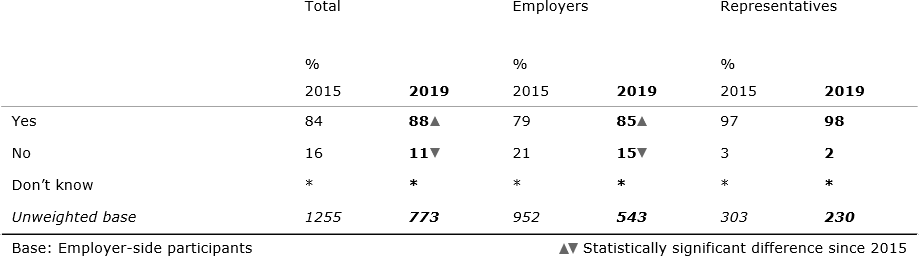 Total Employers Representatives
% % %
2015 2019 2015 2019 2015 2019
Yes 84 88▲ 79 85▲ 97 98
No 16 11▼ 21 15▼ 3 2
Don’t know * * * * * *
Unweighted base 1255 773 952 543 303 230
Base: Employer-side participants ▲▼ Statistically significant difference since 2015